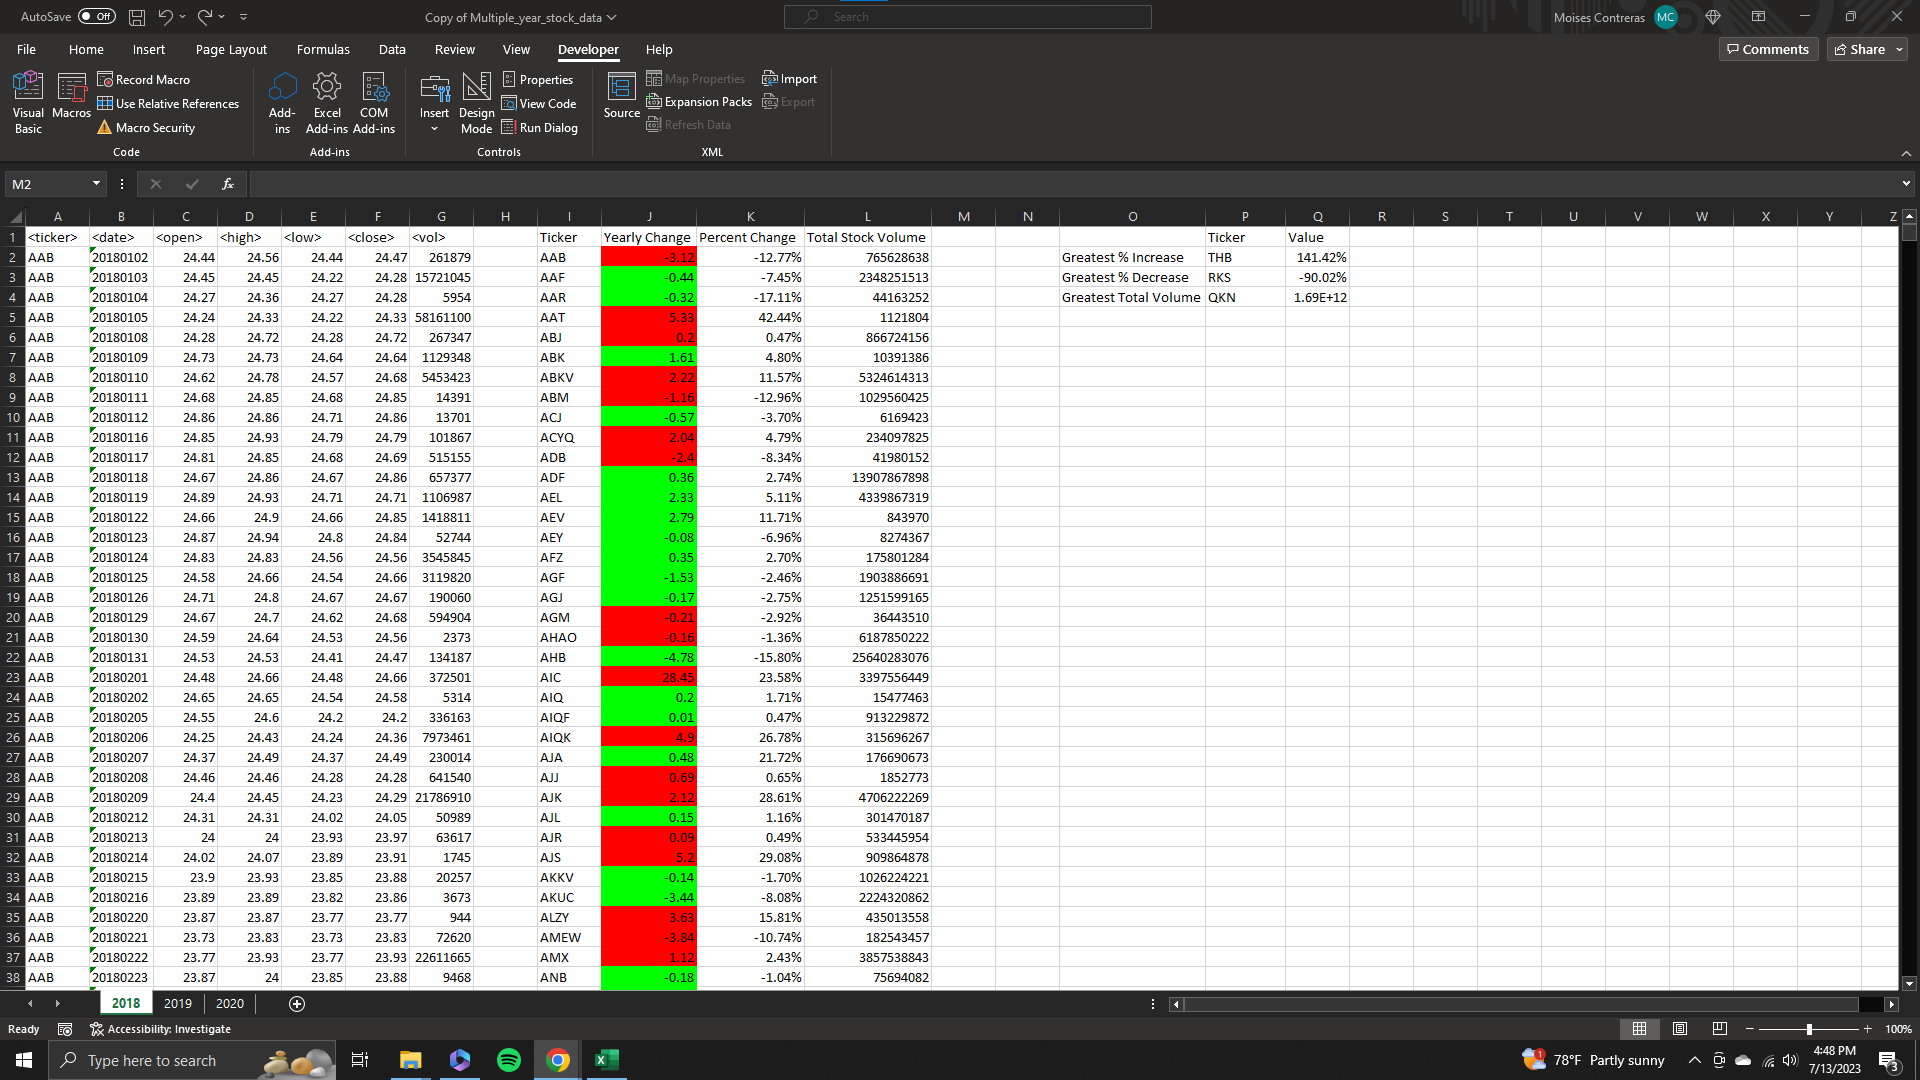 AutoSave Off Copy of Multiple_year_stock_data Search Moises Contreras MC
File Home Insert Page Layout Formulas Data Review View Developer Help Comments Share
Visual Basic Macros Record Macro Use Relative References Macro Security Code
Add-ins Excel Add-ins COM Add-ins Add-ins
Insert Design Mode Properties View Code Run Dialog Controls
Source Map Properties Expansion Packs Refresh Data Import Export XML
M2 fx
A B C D E F G H I J K L M N O P Q R S T U V W X Y Z
1 <ticker> <date> <open> <high> <low> <close> <vol> Ticker Yearly Change Percent Change Total Stock Volume Ticker Value
2 AAB 20180102 24.44 24.56 24.44 24.47 261879 AAB -3.12 -12.77% 765628638 Greatest % Increase THB 141.42%
3 AAB 20180103 24.45 24.45 24.22 24.28 15721045 AAF -0.44 -7.45% 2348251513 Greatest % Decrease RKS -90.02%
4 AAB 20180104 24.27 24.36 24.27 24.28 5954 AAR -0.32 -17.11% 44163252 Greatest Total Volume QKN 1.69E+12
5 AAB 20180105 24.24 24.33 24.22 24.33 58161100 AAT 5.33 42.44% 1121804
6 AAB 20180108 24.28 24.72 24.28 24.72 267347 ABJ 0.2 0.47% 866724156
7 AAB 20180109 24.73 24.73 24.64 24.64 1129348 ABK 1.61 4.80% 10391386
8 AAB 20180110 24.62 24.78 24.57 24.68 5453423 ABKV 2.22 11.57% 5324614313
9 AAB 20180111 24.68 24.85 24.68 24.85 14391 ABM -1.16 -12.96% 1029560425
10 AAB 20180112 24.86 24.86 24.71 24.86 13701 ACJ -0.57 -3.70% 6169423
11 AAB 20180116 24.85 24.93 24.79 24.79 101867 ACYQ 2.04 4.79% 234097825
12 AAB 20180117 24.81 24.85 24.68 24.69 515155 ADB -2.4 -8.34% 41980152
13 AAB 20180118 24.67 24.86 24.67 24.86 657377 ADF 0.36 2.74% 13907867898
14 AAB 20180119 24.89 24.93 24.71 24.71 1106987 AEL 2.33 5.11% 4339867319
15 AAB 20180122 24.66 24.9 24.66 24.85 1418811 AEV 2.79 11.71% 843970
16 AAB 20180123 24.87 24.94 24.8 24.84 52744 AEY -0.08 -6.96% 8274367
17 AAB 20180124 24.83 24.83 24.56 24.56 3545845 AFZ 0.35 2.70% 175801284
18 AAB 20180125 24.58 24.66 24.54 24.66 3119820 AGF -1.53 -2.46% 1903886691
19 AAB 20180126 24.71 24.8 24.67 24.67 190060 AGJ -0.17 -2.75% 1251599165
20 AAB 20180129 24.67 24.7 24.62 24.68 594904 AGM -0.21 -2.92% 36443510
21 AAB 20180130 24.59 24.64 24.53 24.56 2373 AHAO -0.16 -1.36% 6187850222
22 AAB 20180131 24.53 24.53 24.41 24.47 134187 AHB -4.78 -15.80% 25640283076
23 AAB 20180201 24.48 24.66 24.48 24.66 372501 AIC 28.45 23.58% 3397556449
24 AAB 20180202 24.65 24.65 24.54 24.58 5314 AIQ 0.2 1.71% 15477463
25 AAB 20180205 24.55 24.6 24.2 24.2 336163 AIQF 0.01 0.47% 913229872
26 AAB 20180206 24.25 24.43 24.24 24.36 7973461 AIQK 4.9 26.78% 315696267
27 AAB 20180207 24.37 24.49 24.37 24.49 230014 AJA 0.48 21.72% 176690673
28 AAB 20180208 24.46 24.46 24.28 24.28 641540 AJJ 0.69 0.65% 1852773
29 AAB 20180209 24.4 24.45 24.23 24.29 21786910 AJK 2.12 28.61% 4706222269
30 AAB 20180212 24.31 24.31 24.02 24.05 50989 AJL 0.15 1.16% 301470187
31 AAB 20180213 24 24 23.93 23.97 63617 AJR 0.09 0.49% 533445954
32 AAB 20180214 24.02 24.07 23.89 23.91 1745 AJS 5.2 29.08% 909864878
33 AAB 20180215 23.9 23.93 23.85 23.88 20257 AKKV -0.14 -1.70% 1026224221
34 AAB 20180216 23.89 23.89 23.82 23.86 3673 AKUC -3.44 -8.08% 2224320862
35 AAB 20180220 23.87 23.87 23.77 23.77 944 ALZY 3.63 15.81% 435013558
36 AAB 20180221 23.73 23.83 23.73 23.83 72620 AMEW -3.84 -10.74% 182543457
37 AAB 20180222 23.77 23.93 23.77 23.93 22611665 AMX 1.12 2.43% 3857538843
38 AAB 20180223 23.87 24 23.85 23.88 9468 ANB -0.18 -1.04% 75694082
2018 2019 2020
Ready Accessibility: Investigate 100%
Type here to search 1 78°F Partly sunny 4:48 PM
7/13/2023 3